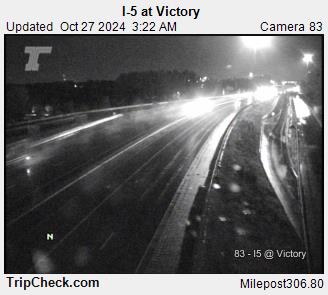 I-5 at Victory
Updated Oct 27 2024 3:22 AM Camera 83
T
N
83 - I5 @ Victory
TripCheck.com Milepost306.80